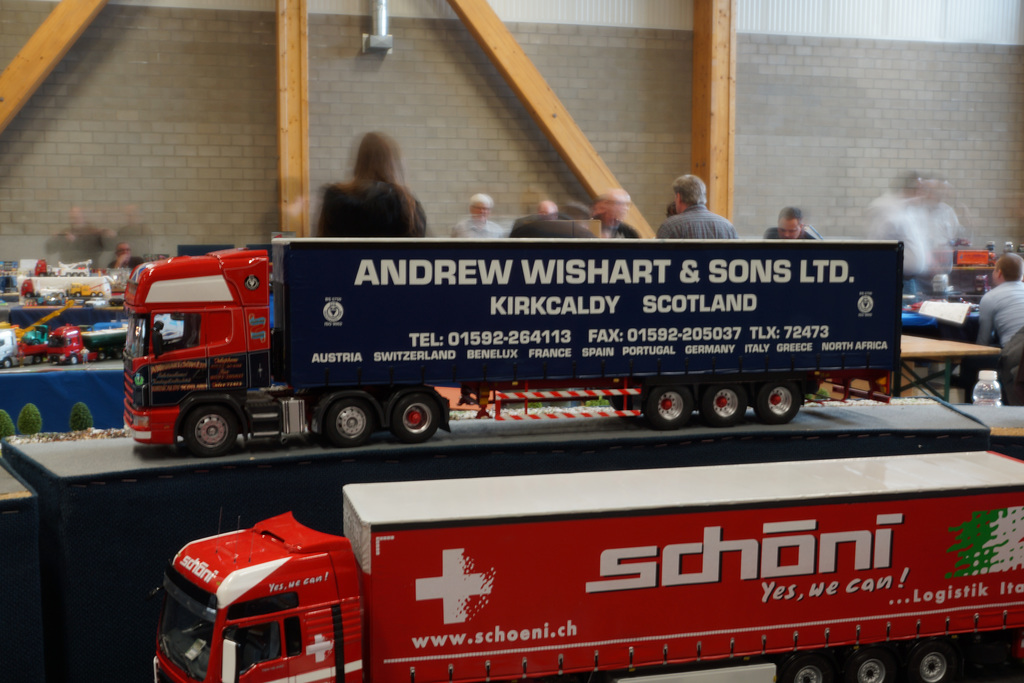 ANDREW WISHART & SONS LTD.
KIRKCALDY SCOTLAND
TEL: 01592-264113 FAX: 01592-205037 TLX: 72473
AUSTRIA SWITZERLAND BENELUX FRANCE SPAIN PORTUGAL GERMANY ITALY GREECE NORTH AFRICA
schöni
Yes, we can!
schöni
Yes, we can!
...Logistik Ita
www.schoeni.ch